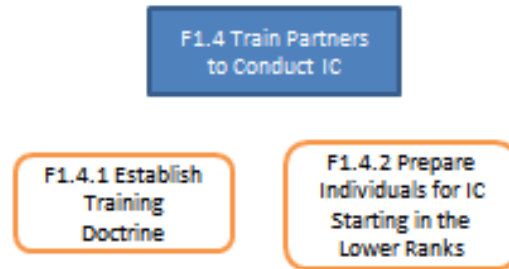 F1.4 Train Partners
to Conduct IC
F1.4.1 Establish
Training
Doctrine
F1.4.2 Prepare
Individuals for IC
Starting in the
Lower Ranks